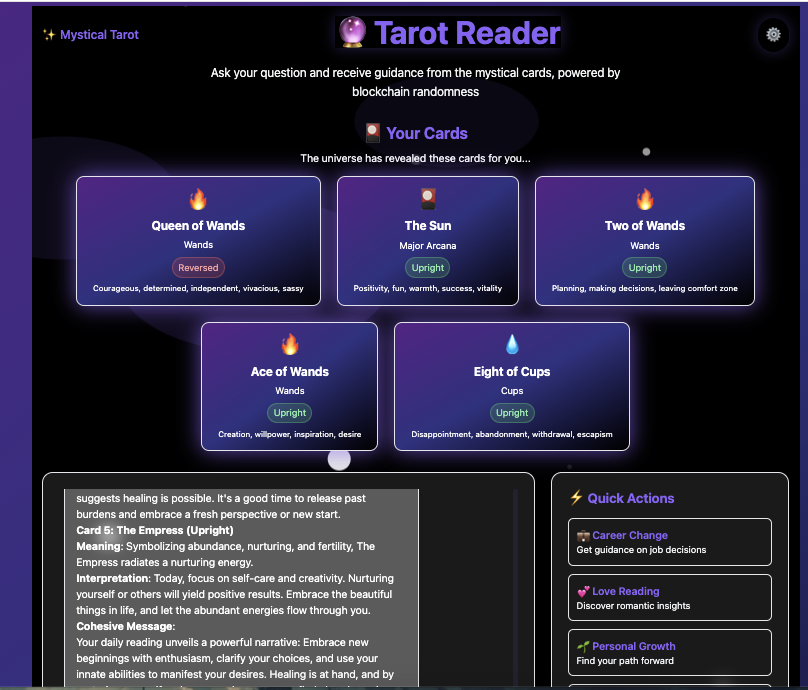 ✨ Mystical Tarot
🔮 Tarot Reader
Ask your question and receive guidance from the mystical cards, powered by
blockchain randomness
🎴 Your Cards
The universe has revealed these cards for you...
Queen of Wands
Wands
Reversed
Courageous, determined, independent, vivacious, sassy
The Sun
Major Arcana
Upright
Positivity, fun, warmth, success, vitality
Two of Wands
Wands
Upright
Planning, making decisions, leaving comfort zone
Ace of Wands
Wands
Upright
Creation, willpower, inspiration, desire
Eight of Cups
Cups
Upright
Disappointment, abandonment, withdrawal, escapism
suggests healing is possible. It's a good time to release past
burdens and embrace a fresh perspective or new start.
Card 5: The Empress (Upright)
Meaning: Symbolizing abundance, nurturing, and fertility, The
Empress radiates a nurturing energy.
Interpretation: Today, focus on self-care and creativity. Nurturing
yourself or others will yield positive results. Embrace the beautiful
things in life, and let the abundant energies flow through you.
Cohesive Message:
Your daily reading unveils a powerful narrative: Embrace new
beginnings with enthusiasm, clarify your choices, and use your
innate abilities to manifest your desires. Healing is at hand, and by
⚡ Quick Actions
💼 Career Change
Get guidance on job decisions
💕 Love Reading
Discover romantic insights
🌱 Personal Growth
Find your path forward